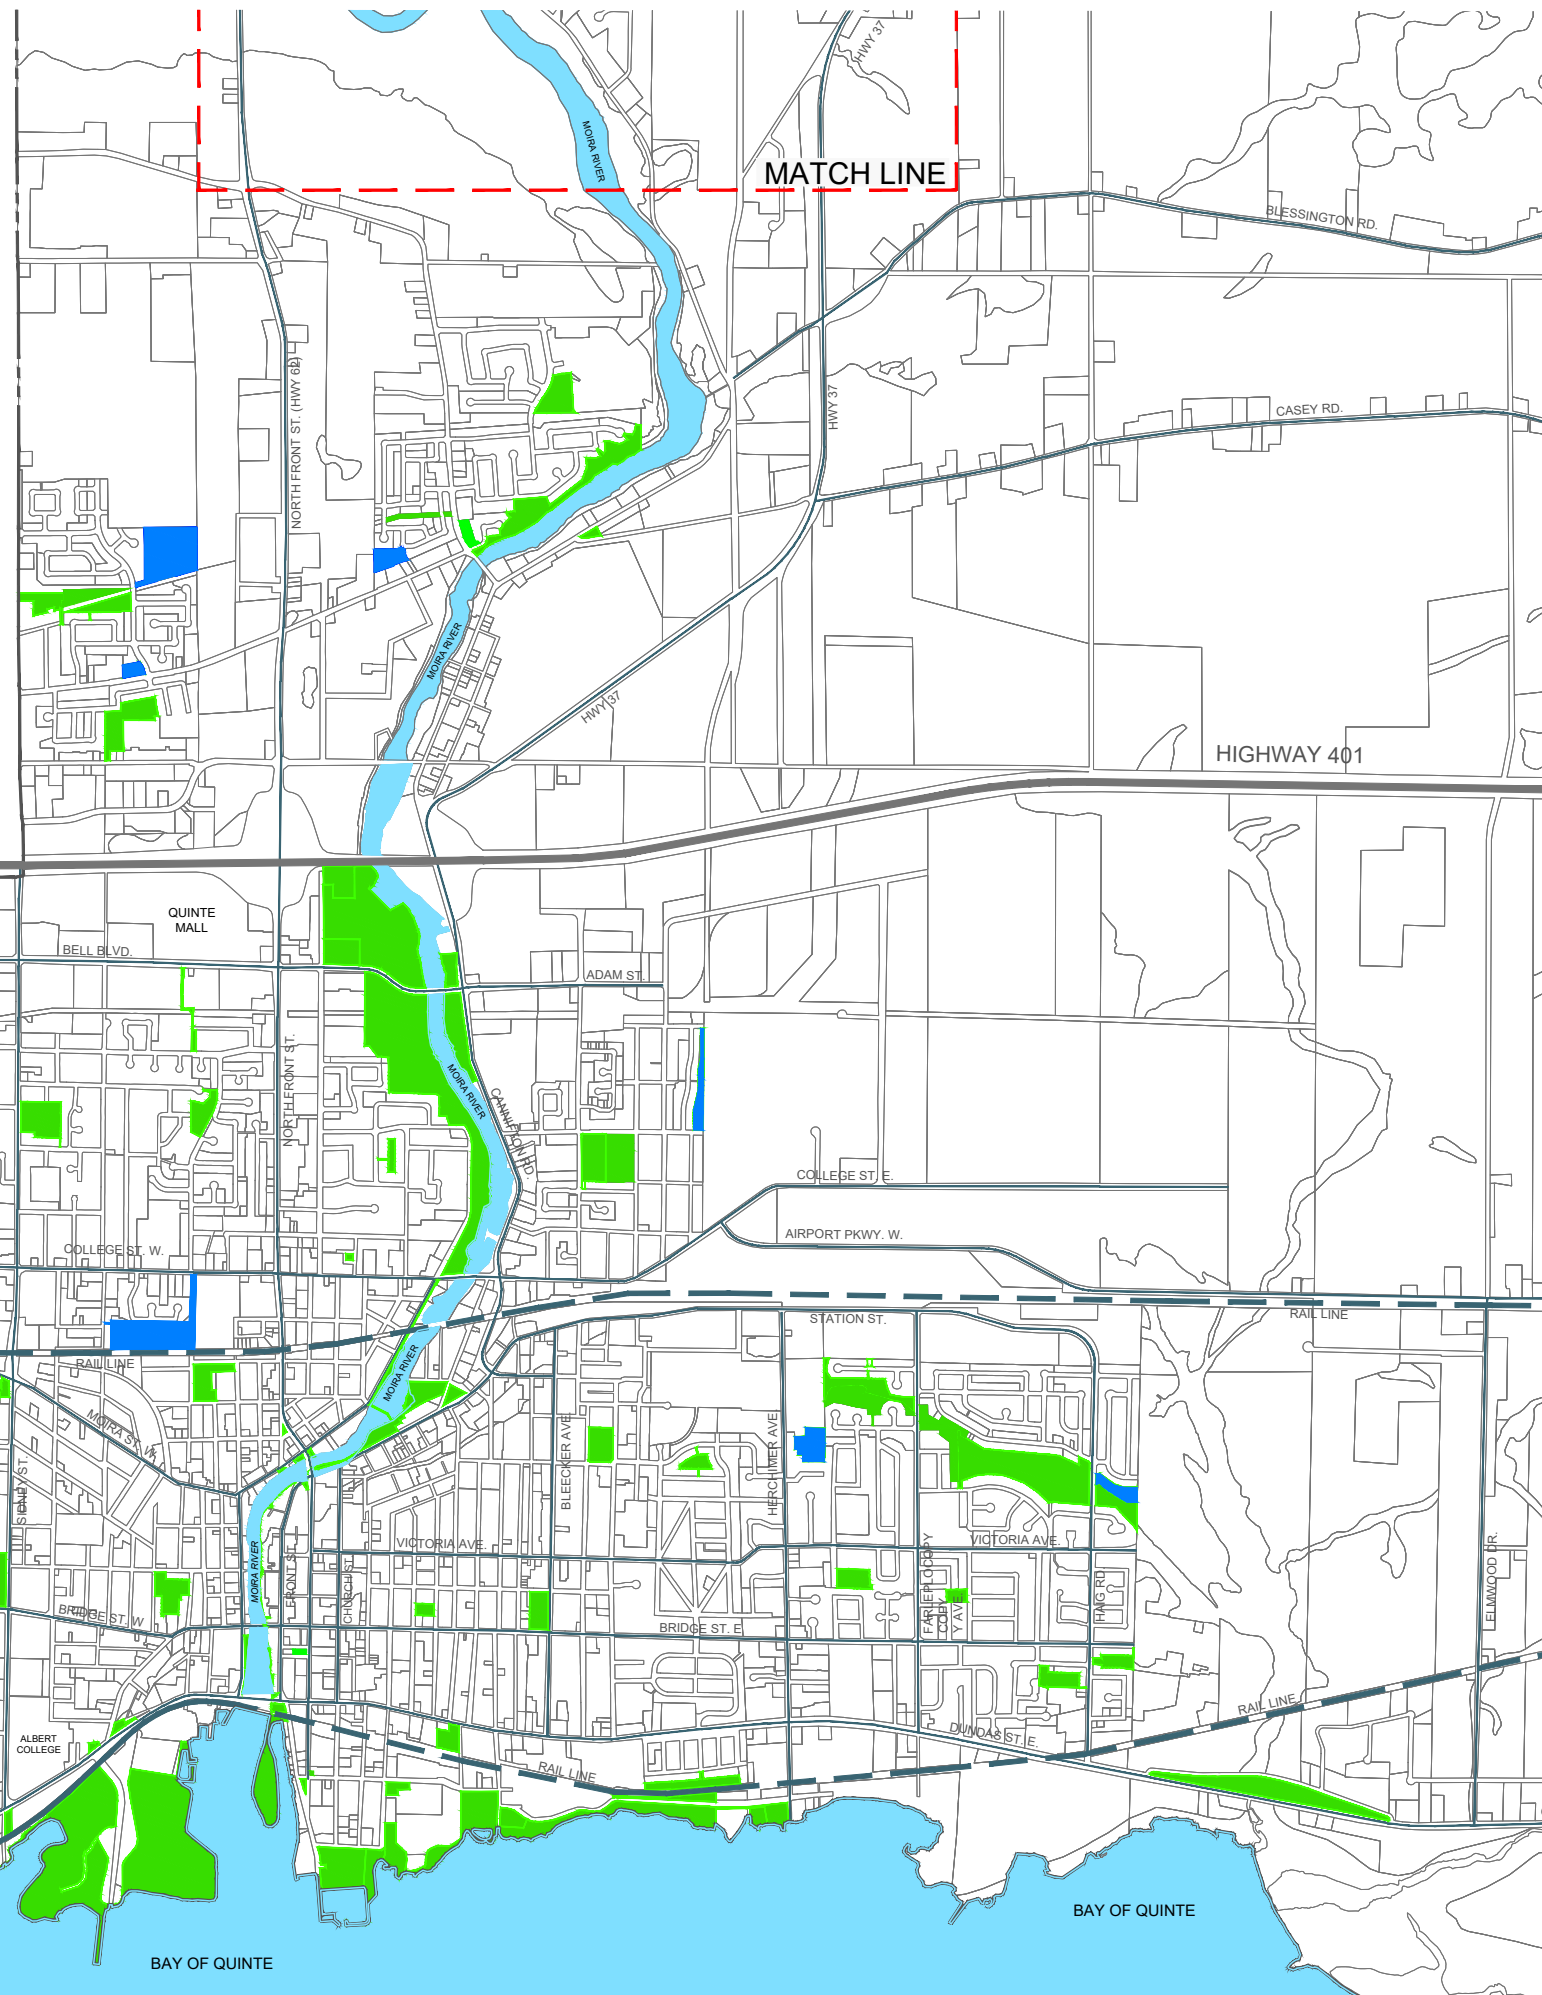 HWY 37
MOIRA RIVER
MATCH LINE
BLESSINGTON RD.
NORTH FRONT ST. (HWY 62)
HWY 37
CASEY RD.
MOIRA RIVER
HWY 37
HIGHWAY 401
QUINTE
MALL
BELL BLVD.
ADAM ST.
NORTH FRONT ST.
MOIRA RIVER
CANNIFTON RD.
COLLEGE ST. E.
AIRPORT PKWY. W.
COLLEGE ST. W.
STATION ST.
RAIL LINE
RAIL LINE
MOIRA RIVER
MOIRA ST. W.
SIDNEY ST.
BLEECKER AVE.
HERCHIMER AVE.
VICTORIA AVE.
VICTORIA AVE.
MOIRA RIVER
FRONT ST.
CHURCH ST.
HAIG RD.
ELMWOOD DR.
COPY
Y AVE.
BRIDGE ST. W
BRIDGE ST. E
RAIL LINE
DUNDAS ST. E.
ALBERT
COLLEGE
RAIL LINE
BAY OF QUINTE
BAY OF QUINTE